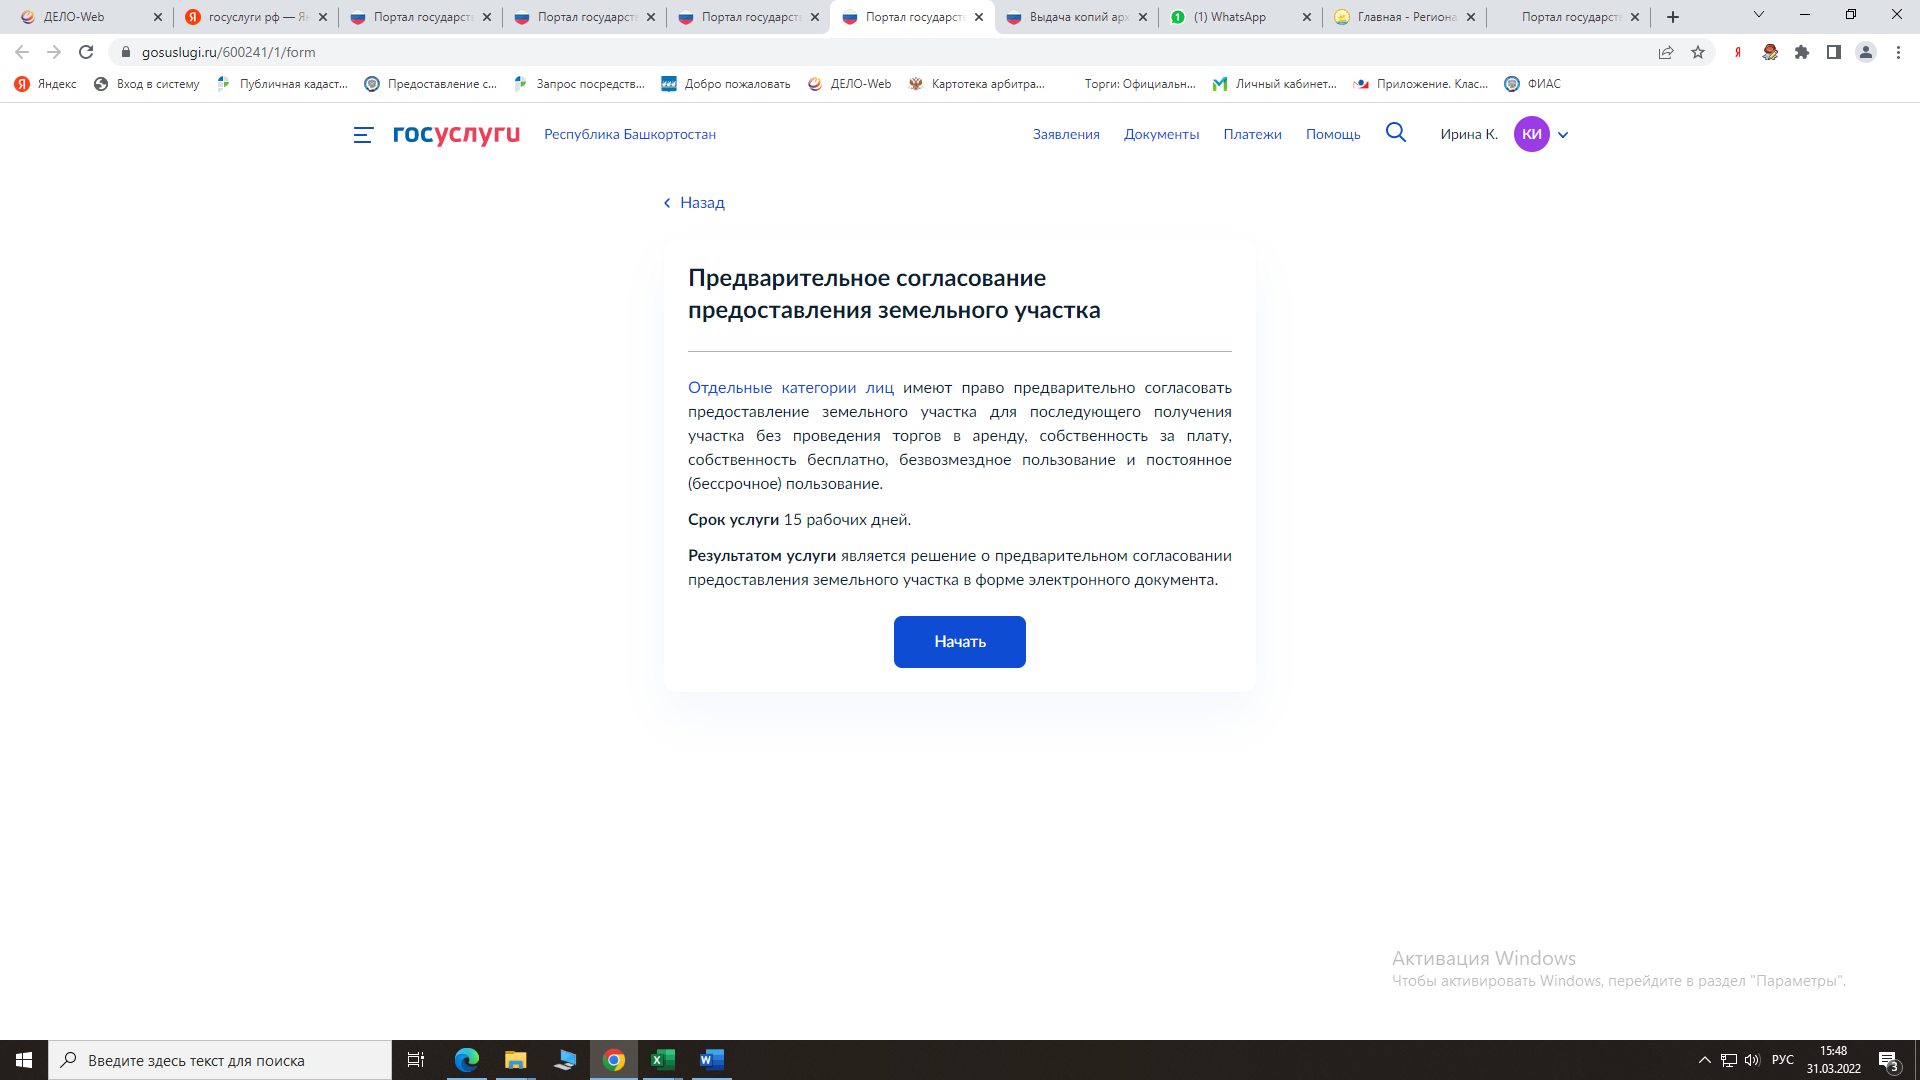 ДЕЛО-Web
госуслуги рф — Я
Портал государст
Портал государст
Портал государст
Портал государст
Выдача копий ар
(1) WhatsApp
Главная - Региона
Портал государст
gosuslugi.ru/600241/1/form
Яндекс
Вход в систему
Публичная кадаст...
Предоставление с...
Запрос посредств...
Добро пожаловать
ДЕЛО-Web
Картотека арбитра...
Торги: Официальн...
Личный кабинет...
Приложение. Клас...
ФИАС
госуслуги
Республика Башкортостан
Заявления
Документы
Платежи
Помощь
Ирина К.
КИ
Назад
Предварительное согласование
предоставления земельного участка
Отдельные категории лиц имеют право предварительно согласовать
предоставление земельного участка для последующего получения
участка без проведения торгов в аренду, собственность за плату,
собственность бесплатно, безвозмездное пользование и постоянное
(бессрочное) пользование.
Срок услуги 15 рабочих дней.
Результатом услуги является решение о предварительном согласовании
предоставления земельного участка в форме электронного документа.
Начать
Активация Windows
Чтобы активировать Windows, перейдите в раздел "Параметры".
Введите здесь текст для поиска
РУС
15:48
31.03.2022
3